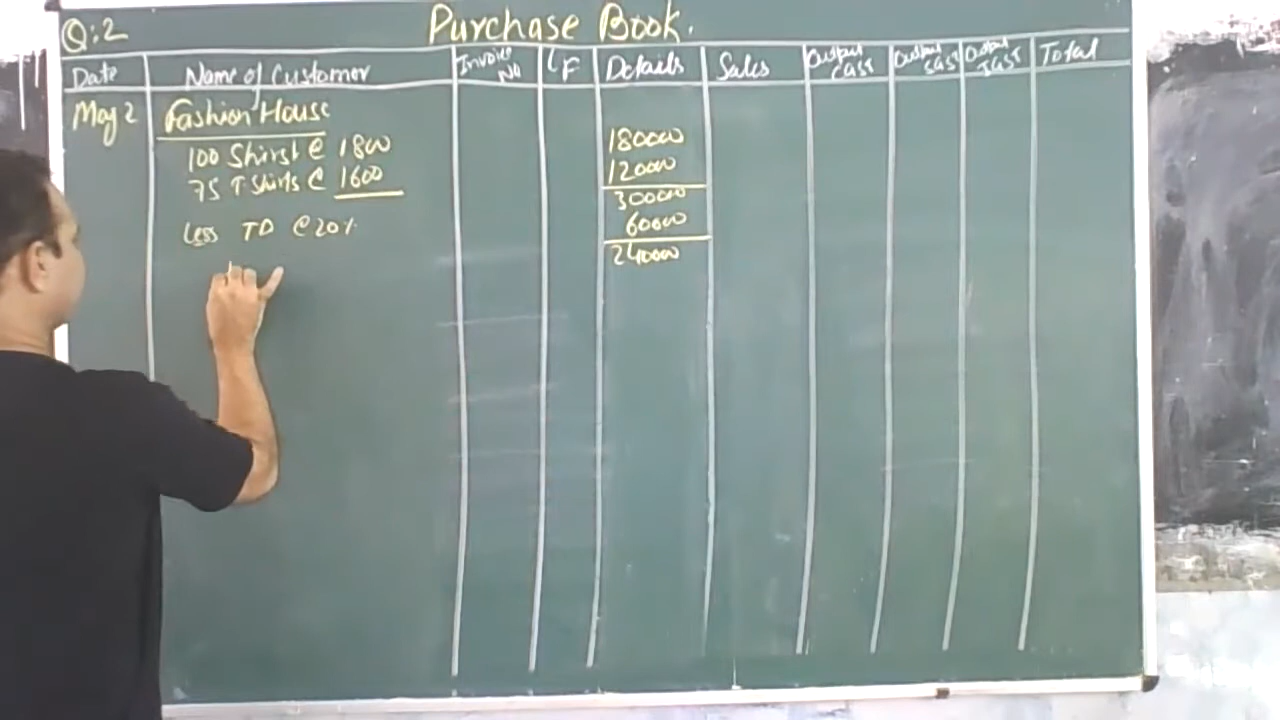 Q:2 Purchase Book.
Date Name of Customer Invoice No LF Details Sales Output CGST Output SGST Output IGST Total
May 2 Fashion House
100 Shirst @ 1800 180000
75 T Shirts @ 1600 120000
300000
Less TD @ 20% 60000
240000